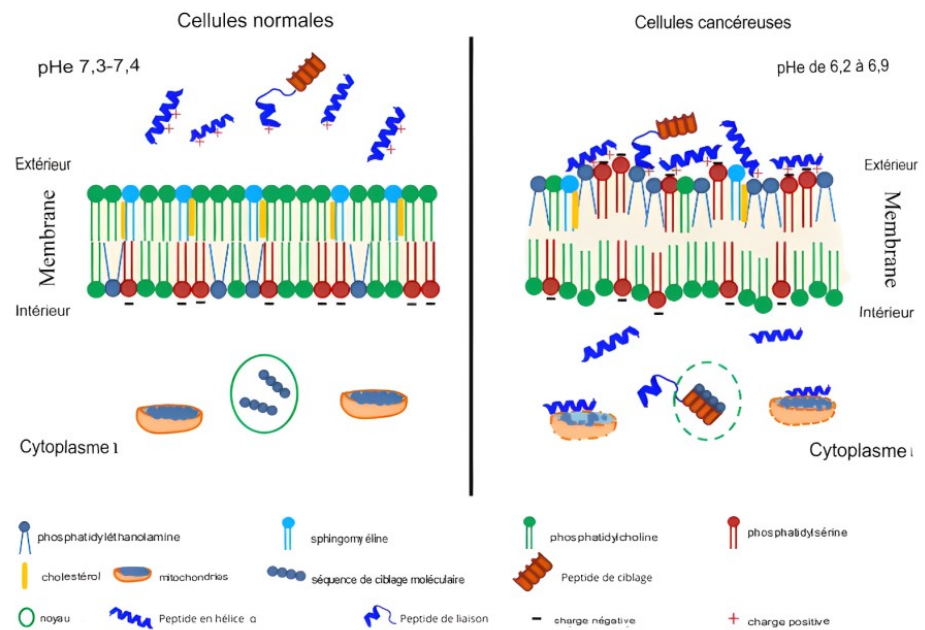 Cellules normales
Cellules cancéreuses
pHe 7,3-7,4
pHe de 6,2 à 6,9
Extérieur
Membrane
Intérieur
Extérieur
Membrane
Intérieur
Cytoplasme
Cytoplasme
phosphatidyléthanolamine
sphingomyéline
phosphatidylcholine
phosphatidylsérine
cholestérol
mitochondries
séquence de ciblage moléculaire
Peptide de ciblage
noyau
Peptide en hélice α
Peptide de liaison
charge négative
charge positive